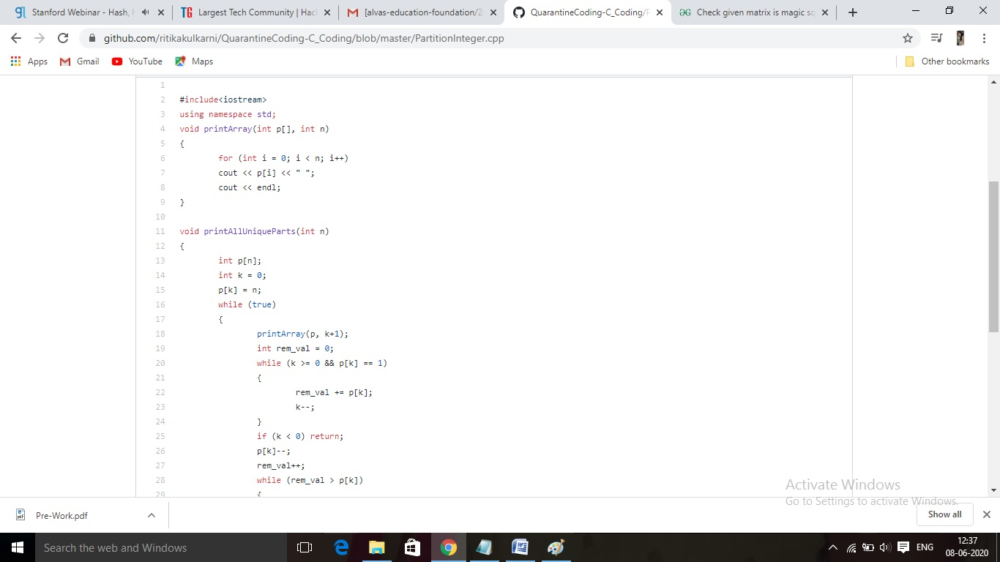 Stanford Webinar - Hash, H
Largest Tech Community | Hac
[alvas-education-foundation/2
QuarantineCoding-C_Coding/P
Check given matrix is magic sq
github.com/ritikakulkarni/QuarantineCoding-C_Coding/blob/master/PartitionInteger.cpp
Apps
Gmail
YouTube
Maps
Other bookmarks
1
2 #include<iostream>
3 using namespace std;
4 void printArray(int p[], int n)
5 {
6 for (int i = 0; i < n; i++)
7 cout << p[i] << " ";
8 cout << endl;
9 }
10
11 void printAllUniqueParts(int n)
12 {
13 int p[n];
14 int k = 0;
15 p[k] = n;
16 while (true)
17 {
18 printArray(p, k+1);
19 int rem_val = 0;
20 while (k >= 0 && p[k] == 1)
21 {
22 rem_val += p[k];
23 k--;
24 }
25 if (k < 0) return;
26 p[k]--;
27 rem_val++;
28 while (rem_val > p[k])
29 {
Activate Windows
Go to Settings to activate Windows.
Pre-Work.pdf
Show all
Search the web and Windows
ENG
12:37
08-06-2020